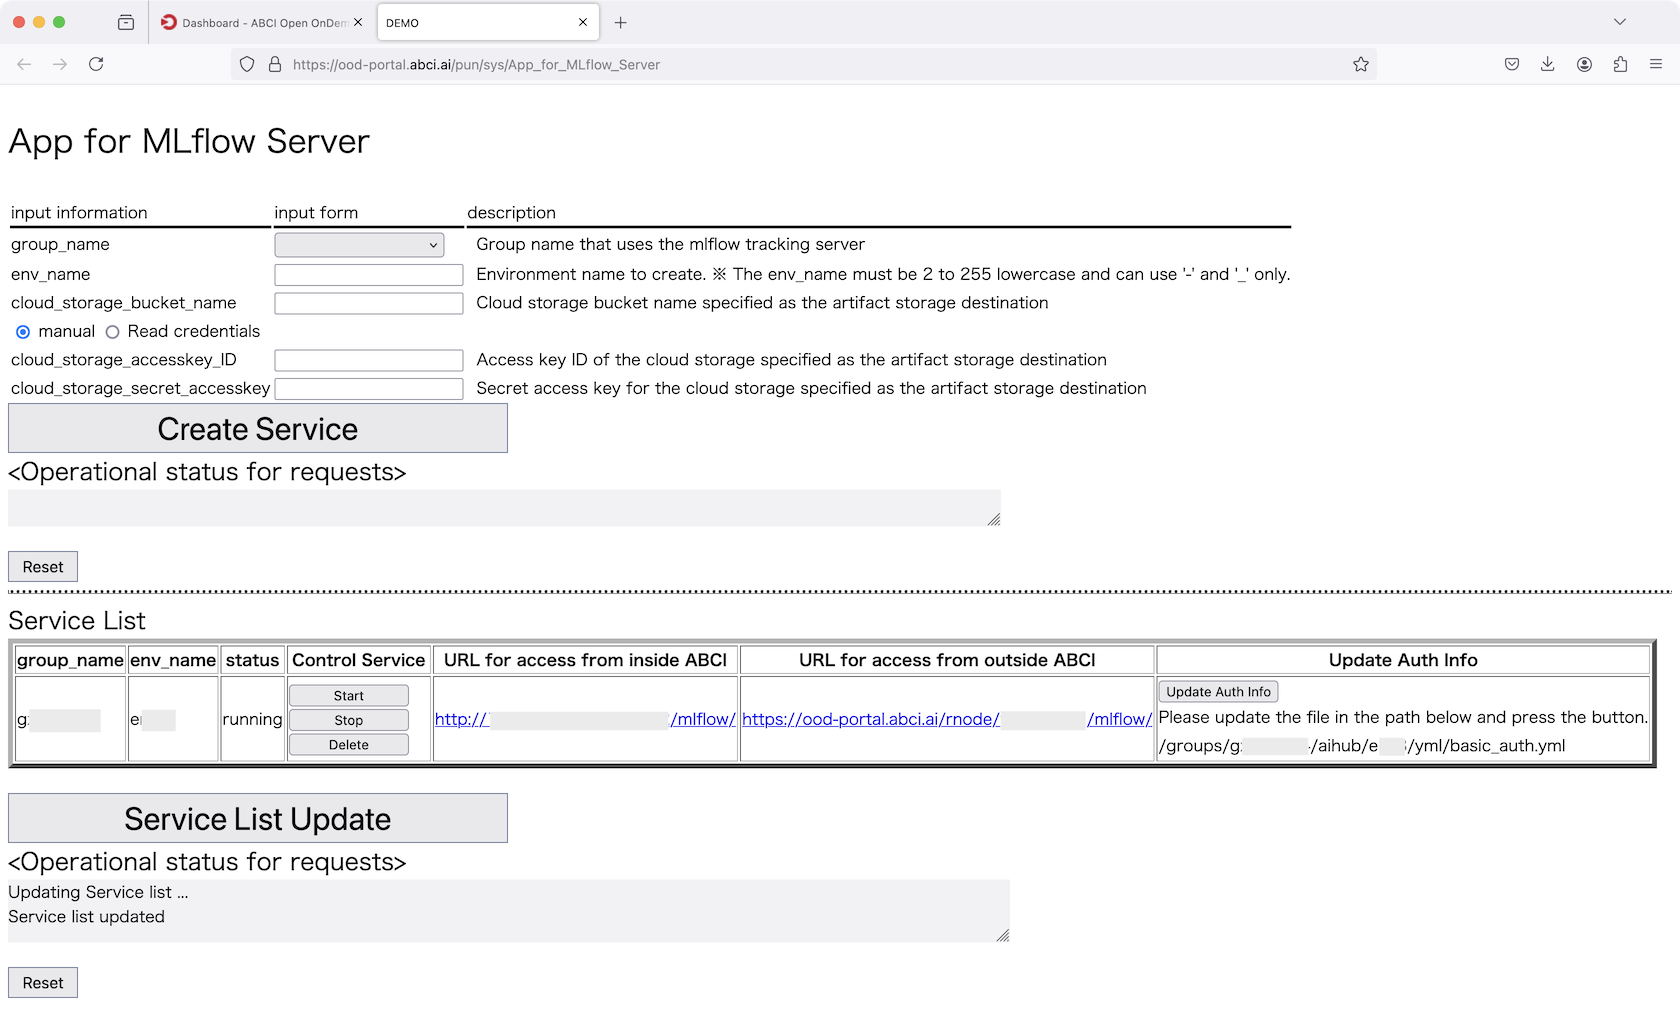 Dashboard - ABCI Open OnDem
DEMO
https://ood-portal.abci.ai/pun/sys/App_for_MLflow_Server
App for MLflow Server
input information input form description
group_name Group name that uses the mlflow tracking server
env_name Environment name to create. ※ The env_name must be 2 to 255 lowercase and can use '-' and '_' only.
cloud_storage_bucket_name Cloud storage bucket name specified as the artifact storage destination
manual Read credentials
cloud_storage_accesskey_ID Access key ID of the cloud storage specified as the artifact storage destination
cloud_storage_secret_accesskey Secret access key for the cloud storage specified as the artifact storage destination
Create Service
<Operational status for requests>
Reset
Service List
group_name env_name status Control Service URL for access from inside ABCI URL for access from outside ABCI Update Auth Info
g e running
Start
Stop
Delete
http:// /mlflow/ https://ood-portal.abci.ai/rnode/ /mlflow/
Update Auth Info
Please update the file in the path below and press the button.
/groups/g /aihub/e /yml/basic_auth.yml
Service List Update
<Operational status for requests>
Updating Service list ...
Service list updated
Reset